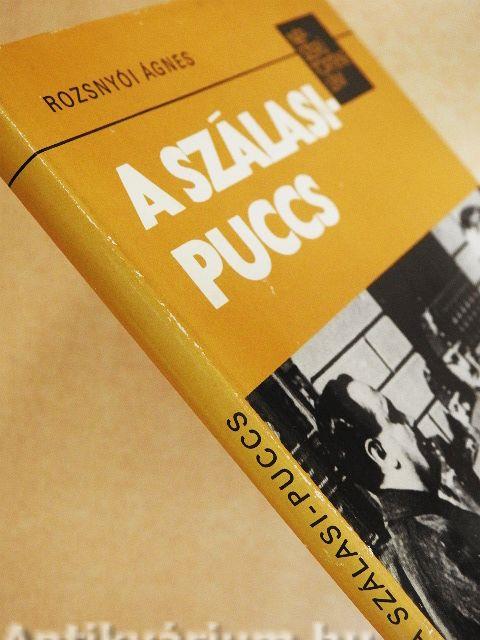 ROZSNYÓI ÁGNES
A SZÁLASI-
PUCCS
A SZÁLASI-PUCCS
Antikvárium.hu